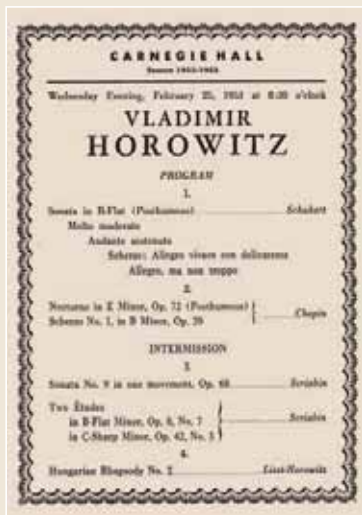 CARNEGIE HALL
Season 1952-1953
Wednesday Evening, February 25, 1953 at 8:30 o'clock
VLADIMIR
HOROWITZ
PROGRAM
1.
Sonata in B-Flat (Posthumous) Schubert
Molto moderato
Andante sostenuto
Scherzo: Allegro vivace con delicatezza
Allegro, ma non troppo
2.
Nocturne in E Minor, Op. 72 (Posthumous)
Scherzo No. 1, in B Minor, Op. 20
Chopin
INTERMISSION
3.
Sonata No. 9 in one movement, Op. 68 Scriabin
Two Études
in B-Flat Minor, Op. 8, No. 7
in C-Sharp Minor, Op. 42, No. 5
Scriabin
4.
Hungarian Rhapsody No. 2 Liszt-Horowitz